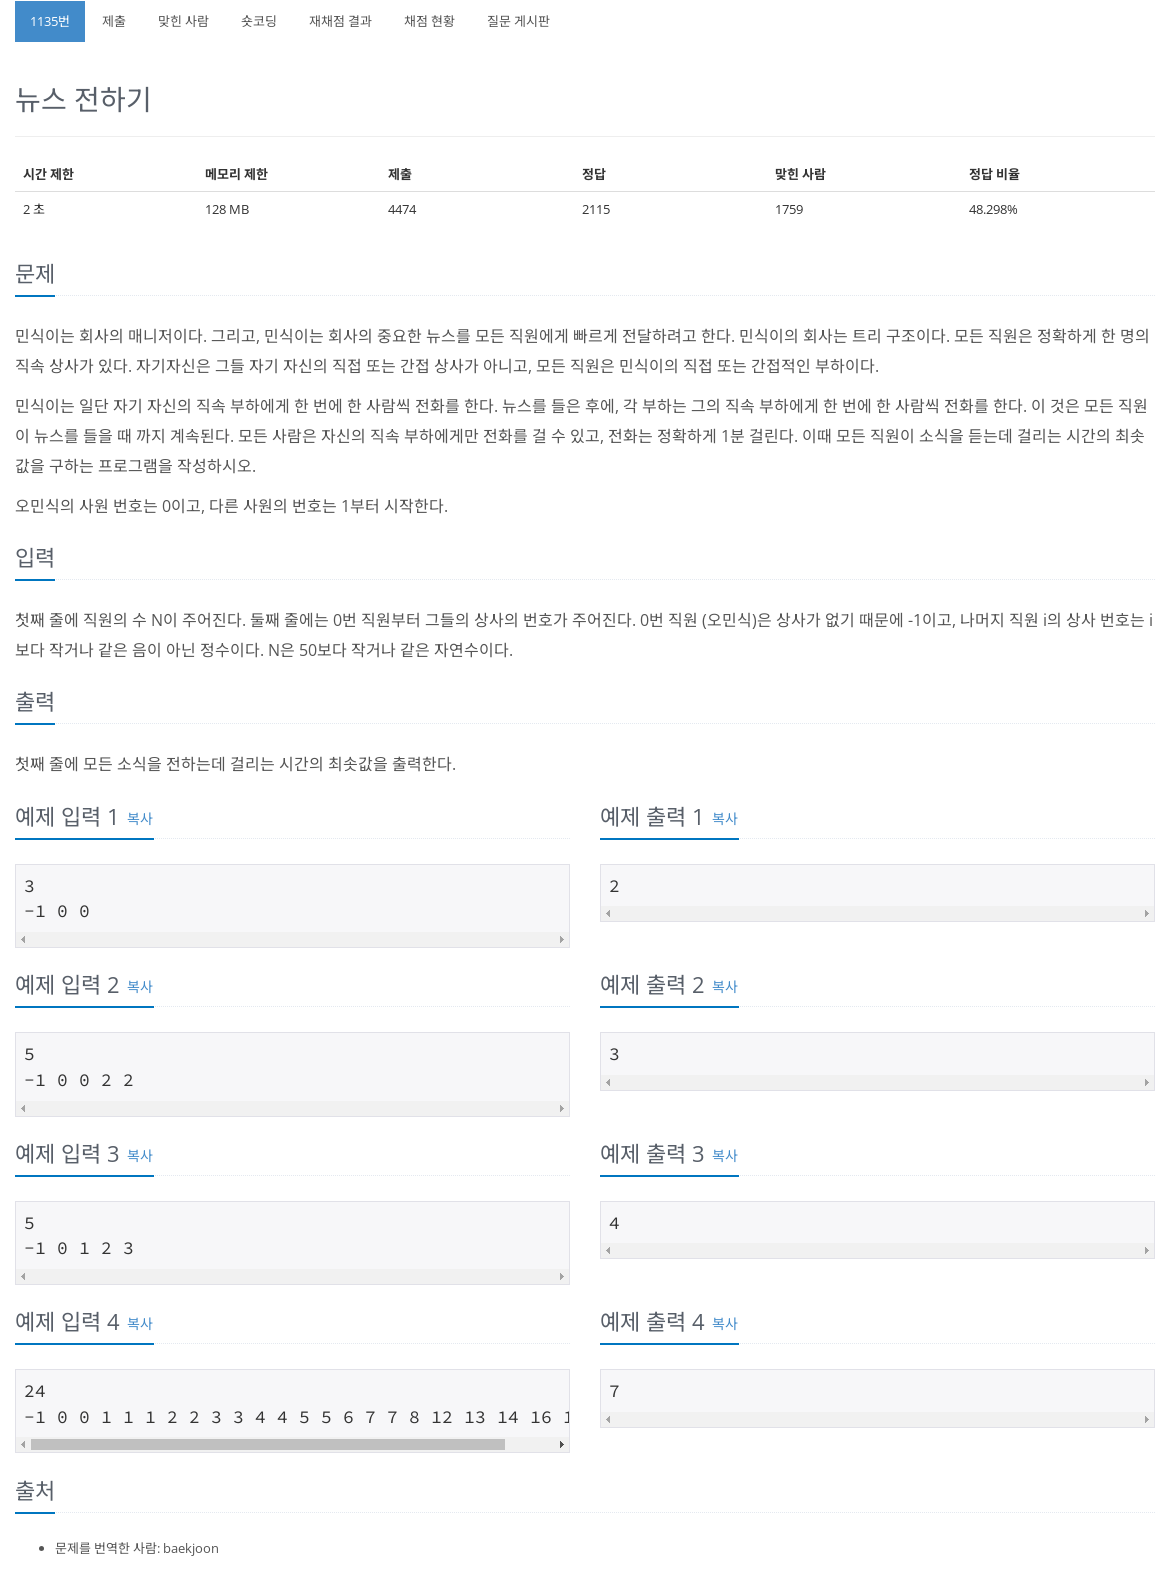 1135번 제출 맞힌 사람 숏코딩 재채점 결과 채점 현황 질문 게시판
뉴스 전하기
시간 제한 메모리 제한 제출 정답 맞힌 사람 정답 비율
2 초 128 MB 4474 2115 1759 48.298%
문제
민식이는 회사의 매니저이다. 그리고, 민식이는 회사의 중요한 뉴스를 모든 직원에게 빠르게 전달하려고 한다. 민식이의 회사는 트리 구조이다. 모든 직원은 정확하게 한 명의
직속 상사가 있다. 자기자신은 그들 자기 자신의 직접 또는 간접 상사가 아니고, 모든 직원은 민식이의 직접 또는 간접적인 부하이다.
민식이는 일단 자기 자신의 직속 부하에게 한 번에 한 사람씩 전화를 한다. 뉴스를 들은 후에, 각 부하는 그의 직속 부하에게 한 번에 한 사람씩 전화를 한다. 이 것은 모든 직원
이 뉴스를 들을 때 까지 계속된다. 모든 사람은 자신의 직속 부하에게만 전화를 걸 수 있고, 전화는 정확하게 1분 걸린다. 이때 모든 직원이 소식을 듣는데 걸리는 시간의 최솟
값을 구하는 프로그램을 작성하시오.
오민식의 사원 번호는 0이고, 다른 사원의 번호는 1부터 시작한다.
입력
첫째 줄에 직원의 수 N이 주어진다. 둘째 줄에는 0번 직원부터 그들의 상사의 번호가 주어진다. 0번 직원 (오민식)은 상사가 없기 때문에 -1이고, 나머지 직원 i의 상사 번호는 i
보다 작거나 같은 음이 아닌 정수이다. N은 50보다 작거나 같은 자연수이다.
출력
첫째 줄에 모든 소식을 전하는데 걸리는 시간의 최솟값을 출력한다.
예제 입력 1 복사
3
-1 0 0
예제 출력 1 복사
2
예제 입력 2 복사
5
-1 0 0 2 2
예제 출력 2 복사
3
예제 입력 3 복사
5
-1 0 1 2 3
예제 출력 3 복사
4
예제 입력 4 복사
24
-1 0 0 1 1 1 2 2 3 3 4 4 5 5 6 7 7 8 12 13 14 16 1
예제 출력 4 복사
7
출처
문제를 번역한 사람: baekjoon